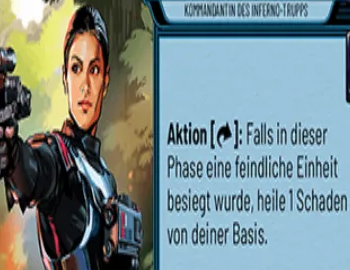 KOMMANDANTIN DES INFERNO-TRUPPS
Aktion [↷]: Falls in dieser
Phase eine feindliche Einheit
besiegt wurde, heile 1 Schaden
von deiner Basis.